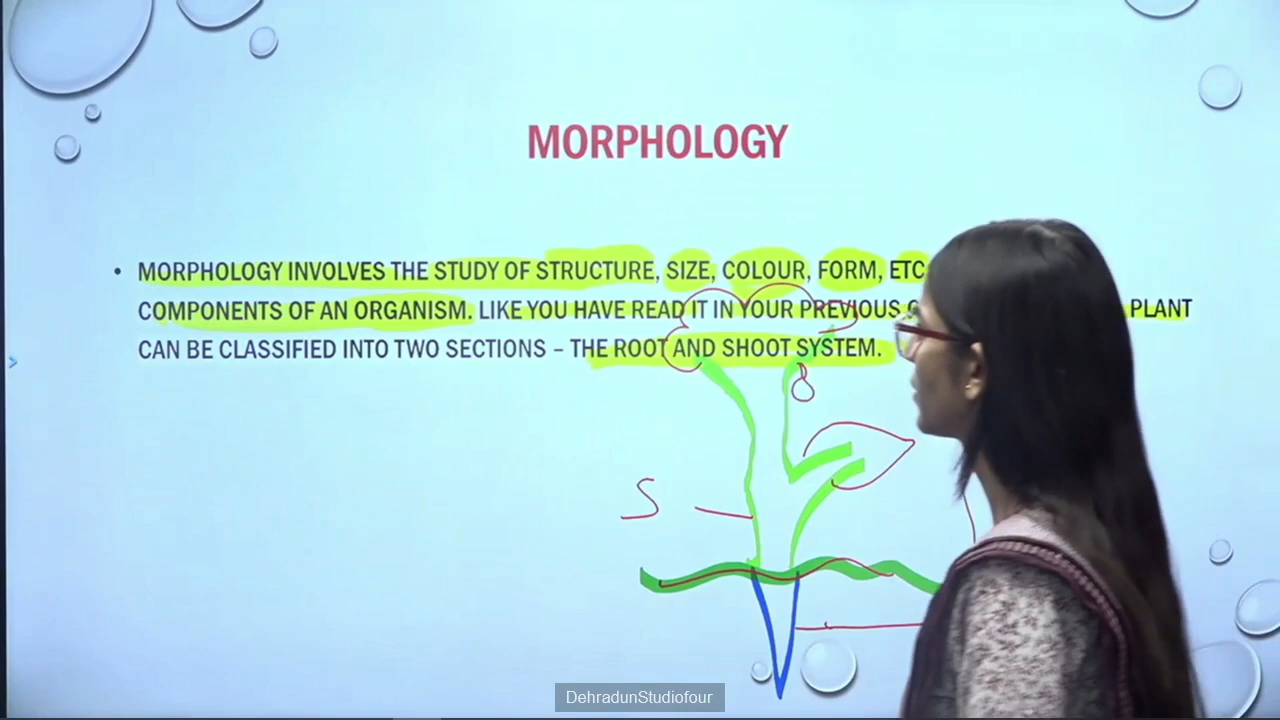 MORPHOLOGY
• MORPHOLOGY INVOLVES THE STUDY OF STRUCTURE, SIZE, COLOUR, FORM, ETC
COMPONENTS OF AN ORGANISM. LIKE YOU HAVE READ IT IN YOUR PREVIOUS PLANT
CAN BE CLASSIFIED INTO TWO SECTIONS – THE ROOT AND SHOOT SYSTEM.
S
DehradunStudiofour